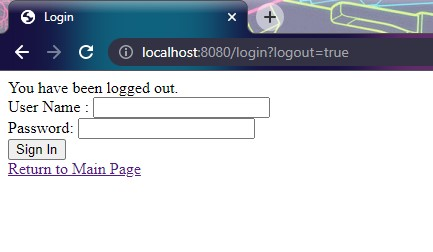 Login
localhost:8080/login?logout=true
You have been logged out.
User Name :
Password:
Sign In
Return to Main Page